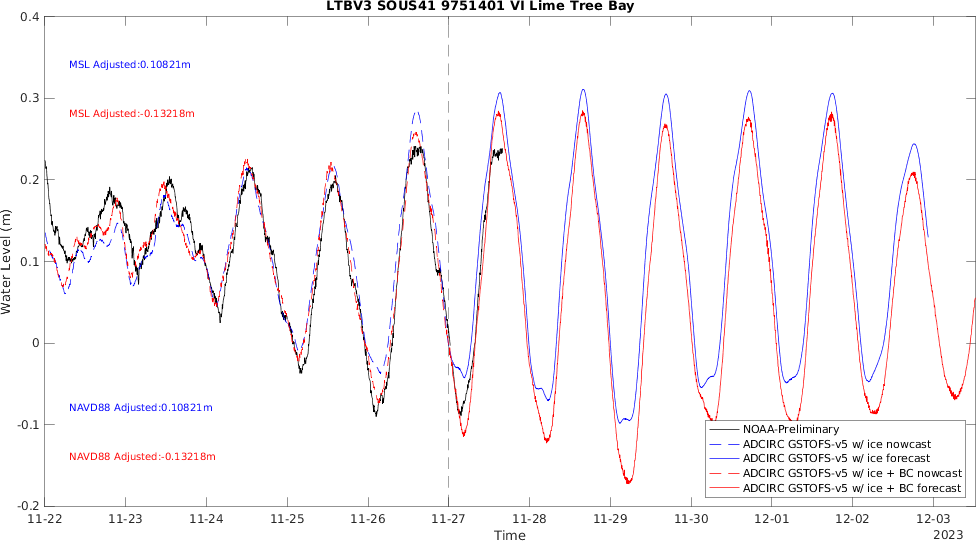 LTBV3 SOUS41 9751401 VI Lime Tree Bay
0.4
0.3
0.2
0.1
0
-0.1
-0.2
Water Level (m)
MSL Adjusted:0.10821m
MSL Adjusted:-0.13218m
NAVD88 Adjusted:0.10821m
NAVD88 Adjusted:-0.13218m
NOAA-Preliminary
ADCIRC GSTOFS-v5 w/ ice nowcast
ADCIRC GSTOFS-v5 w/ ice forecast
ADCIRC GSTOFS-v5 w/ ice + BC nowcast
ADCIRC GSTOFS-v5 w/ ice + BC forecast
11-22 11-23 11-24 11-25 11-26 11-27 11-28 11-29 11-30 12-01 12-02 12-03
Time
2023